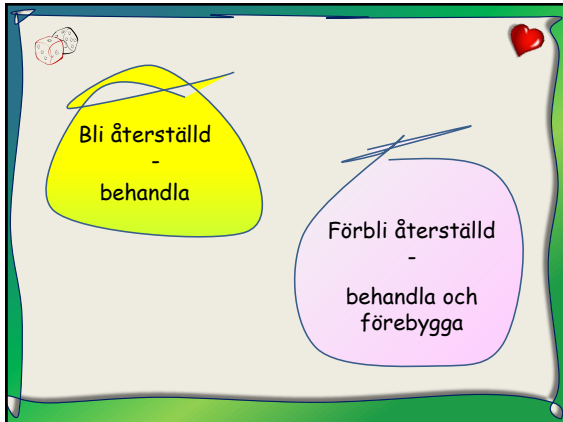 Bli återställd
-
behandla
Förbli återställd
-
behandla och
förebygga